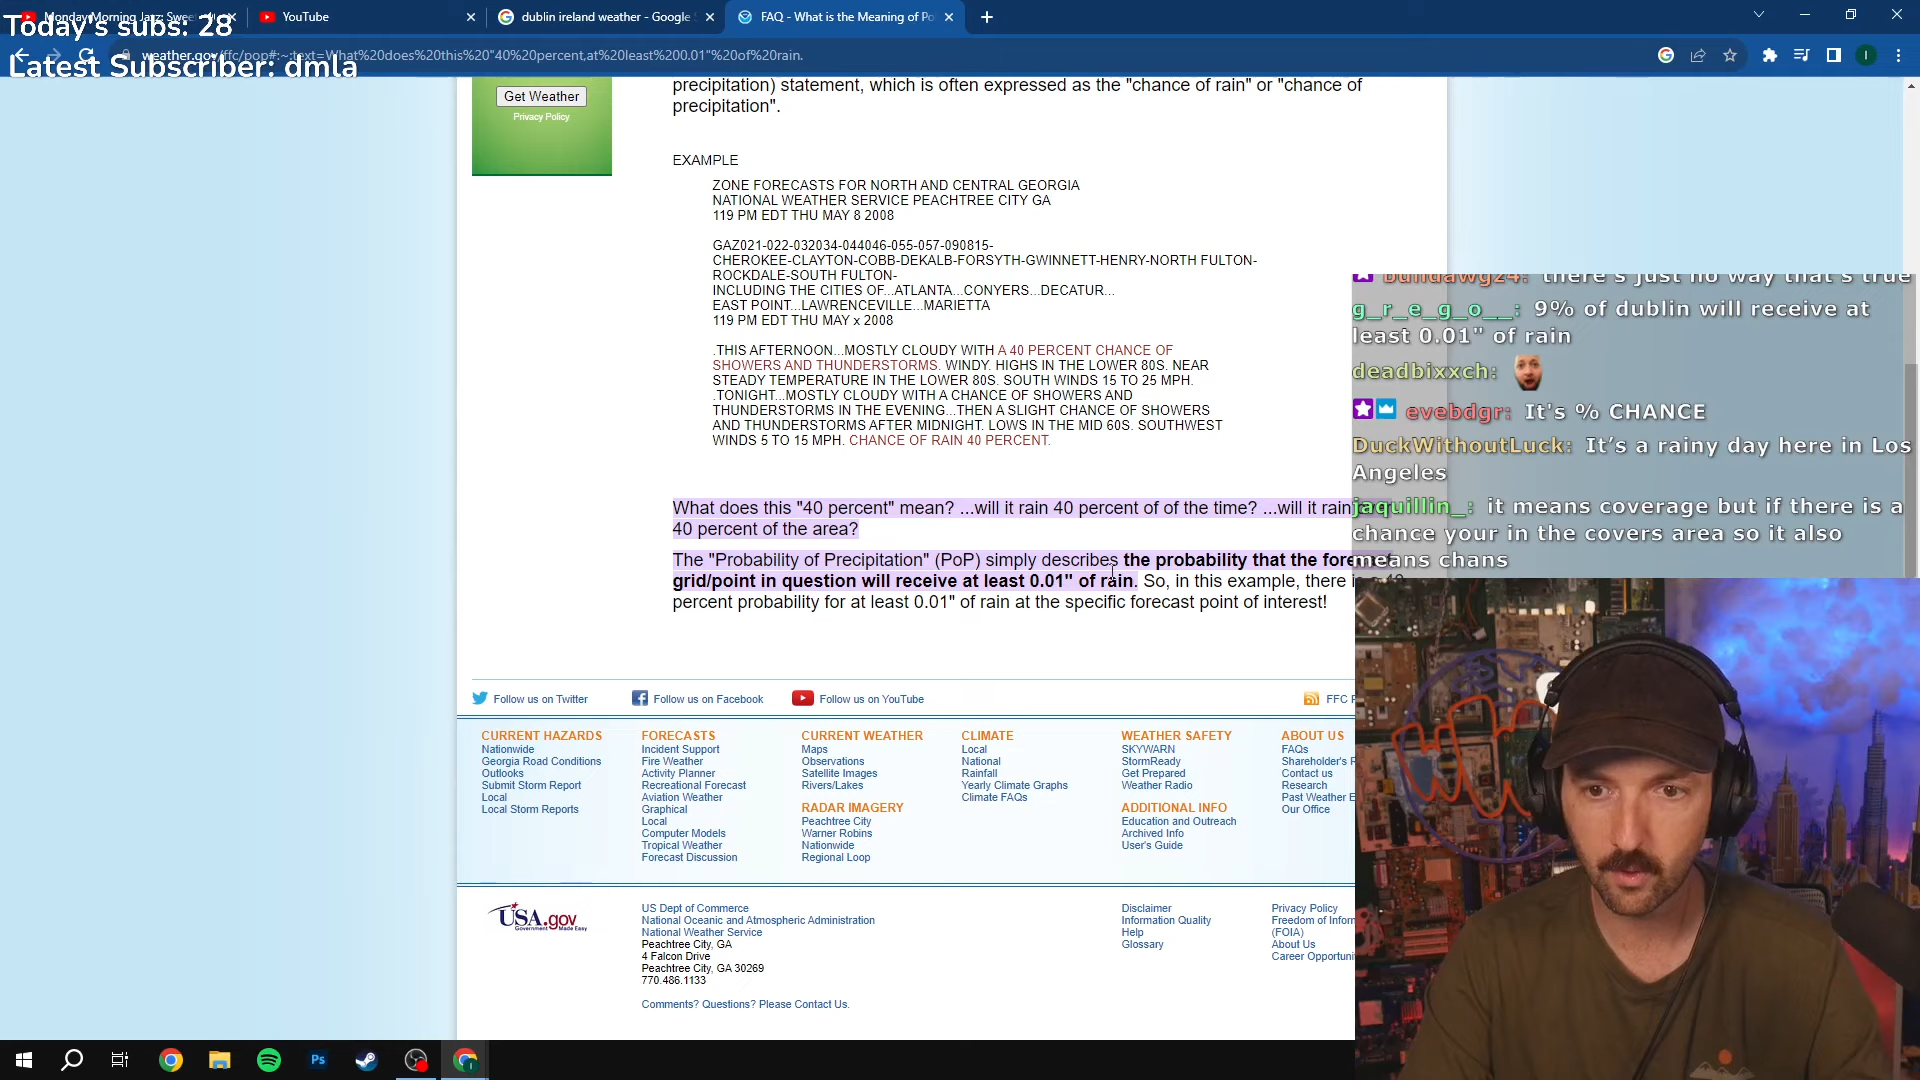 Monday Morning Jazz: Swee
YouTube
dublin ireland weather - Google
FAQ - What is the Meaning of Po
Today's subs: 28
Latest Subscriber: dmla
weather.gov/ffc/pop#:~:text=What%20does%20this%20"40%20percent,at%20least%200.01"%20of%20rain.
Get Weather
Privacy Policy
precipitation) statement, which is often expressed as the "chance of rain" or "chance of
precipitation".
EXAMPLE
ZONE FORECASTS FOR NORTH AND CENTRAL GEORGIA
NATIONAL WEATHER SERVICE PEACHTREE CITY GA
119 PM EDT THU MAY 8 2008
GAZ021-022-032034-044046-055-057-090815-
CHEROKEE-CLAYTON-COBB-DEKALB-FORSYTH-GWINNETT-HENRY-NORTH FULTON-
ROCKDALE-SOUTH FULTON-
INCLUDING THE CITIES OF...ATLANTA...CONYERS...DECATUR...
EAST POINT...LAWRENCEVILLE...MARIETTA
119 PM EDT THU MAY x 2008
.THIS AFTERNOON...MOSTLY CLOUDY WITH A 40 PERCENT CHANCE OF
SHOWERS AND THUNDERSTORMS. WINDY. HIGHS IN THE LOWER 80S. NEAR
STEADY TEMPERATURE IN THE LOWER 80S. SOUTH WINDS 15 TO 25 MPH.
.TONIGHT...MOSTLY CLOUDY WITH A CHANCE OF SHOWERS AND
THUNDERSTORMS IN THE EVENING...THEN A SLIGHT CHANCE OF SHOWERS
AND THUNDERSTORMS AFTER MIDNIGHT. LOWS IN THE MID 60S. SOUTHWEST
WINDS 5 TO 15 MPH. CHANCE OF RAIN 40 PERCENT.
What does this "40 percent" mean? ...will it rain 40 percent of of the time? ...will it rain
40 percent of the area?
The "Probability of Precipitation" (PoP) simply describes the probability that the
grid/point in question will receive at least 0.01" of rain. So, in this example, there
percent probability for at least 0.01" of rain at the specific forecast point of interest!
bundawg24: there's just no way that's true
g_r_e_g_o__: 9% of dublin will receive at
least 0.01" of rain
deadbixxch:
evebdgr: It's % CHANCE
DuckWithoutLuck: It's a rainy day here in Los
Angeles
jaquillin_: it means coverage but if there is a
chance your in the covers area so it also
means chans
Follow us on Twitter
Follow us on Facebook
Follow us on YouTube
FFC
CURRENT HAZARDS
Nationwide
Georgia Road Conditions
Outlooks
Submit Storm Report
Local
Local Storm Reports
FORECASTS
Incident Support
Fire Weather
Activity Planner
Recreational Forecast
Aviation Weather
Graphical
Local
Computer Models
Tropical Weather
Forecast Discussion
CURRENT WEATHER
Maps
Observations
Satellite Images
Rivers/Lakes
RADAR IMAGERY
Peachtree City
Warner Robins
Nationwide
Regional Loop
CLIMATE
Local
National
Rainfall
Yearly Climate Graphs
Climate FAQs
WEATHER SAFETY
SKYWARN
StormReady
Get Prepared
Weather Radio
ADDITIONAL INFO
Education and Outreach
Archived Info
User's Guide
ABOUT US
FAQs
Shareholder's
Contact us
Research
Past Weather
Our Office
USA.gov
Government Made Easy
US Dept of Commerce
National Oceanic and Atmospheric Administration
National Weather Service
Peachtree City, GA
4 Falcon Drive
Peachtree City, GA 30269
770.486.1133
Comments? Questions? Please Contact Us.
Disclaimer
Information Quality
Help
Glossary
Privacy Policy
Freedom of Inform
(FOIA)
About Us
Career Opportuni